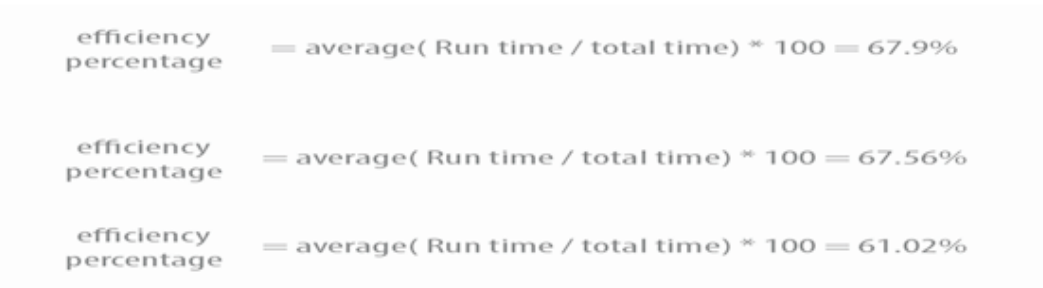 efficiency
percentage
= average( Run time / total time) * 100 = 67.9%
efficiency
percentage
= average( Run time / total time) * 100 = 67.56%
efficiency
percentage
= average( Run time / total time) * 100 = 61.02%